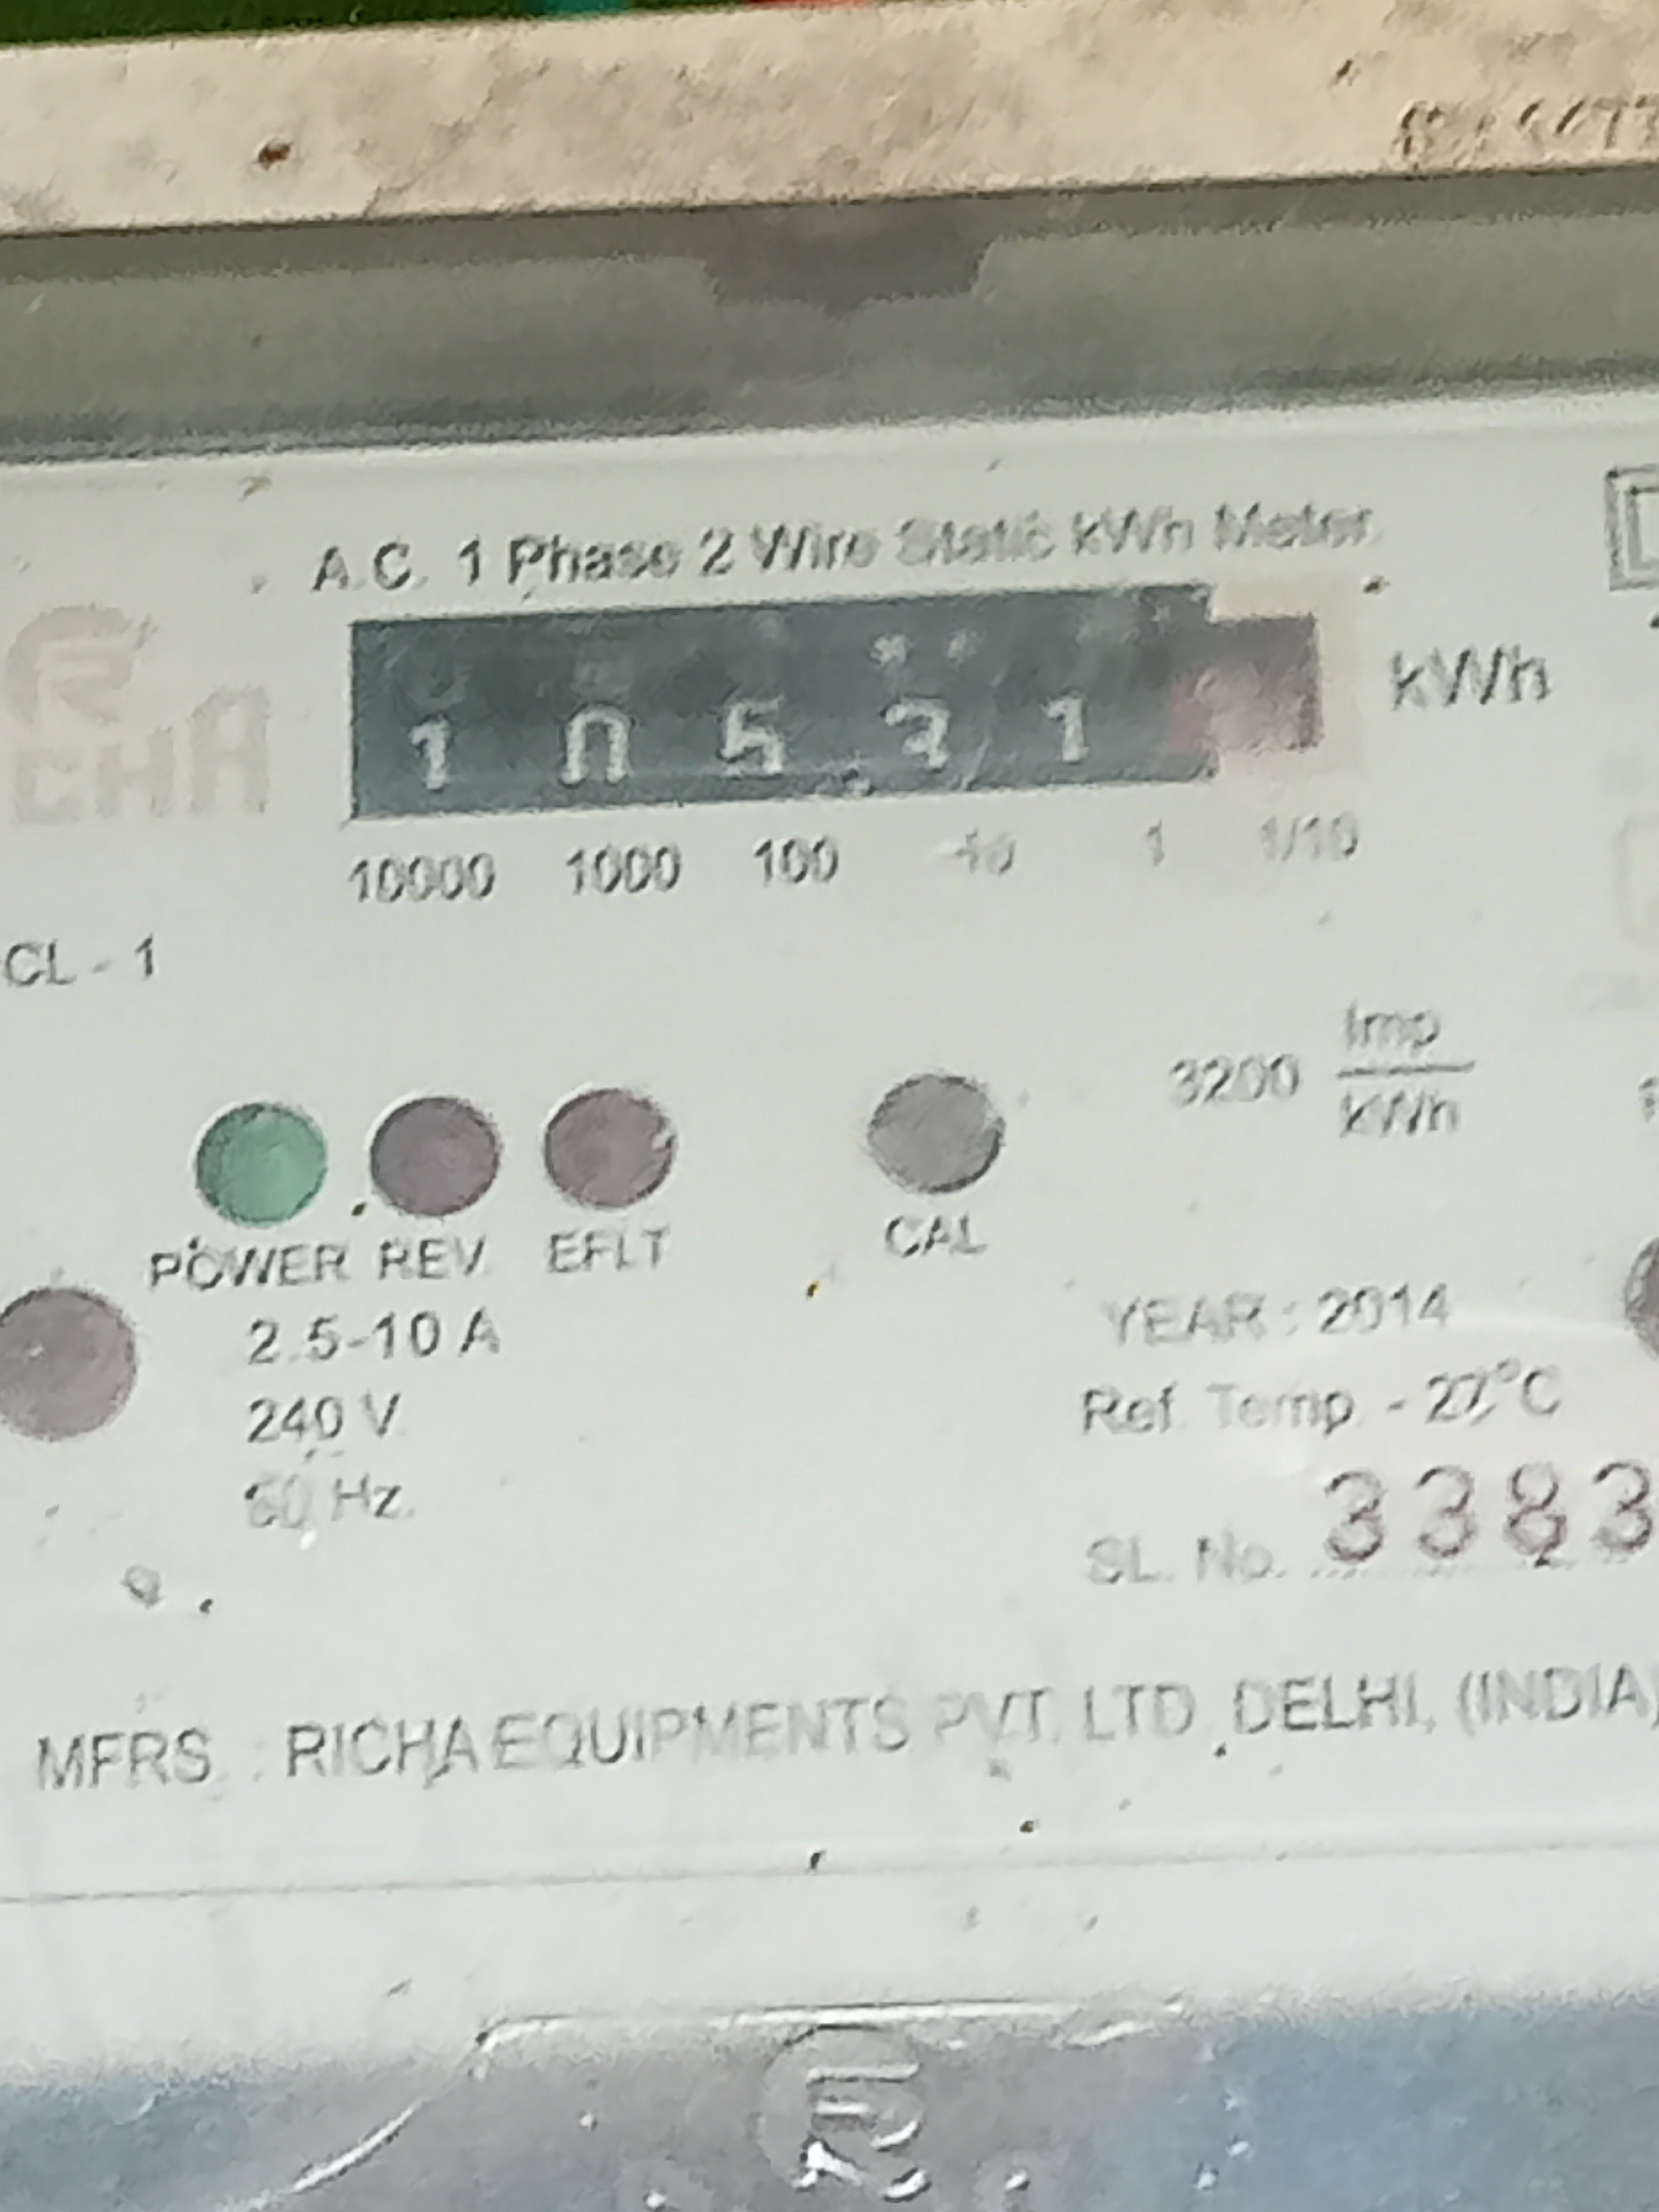 A.C. 1 Phase 2 Wire Static kWh Meter
RICHA
1 0 5 3 1
kWh
10000 1000 100 10 1 1/10
CL - 1
3200 Imp
kWh
POWER REV. EFLT CAL
2.5-10 A
240 V.
50 Hz.
YEAR : 2014
Ref. Temp. - 27°C
SL. No. 3383
MFRS. : RICHA EQUIPMENTS PVT. LTD. DELHI, (INDIA)